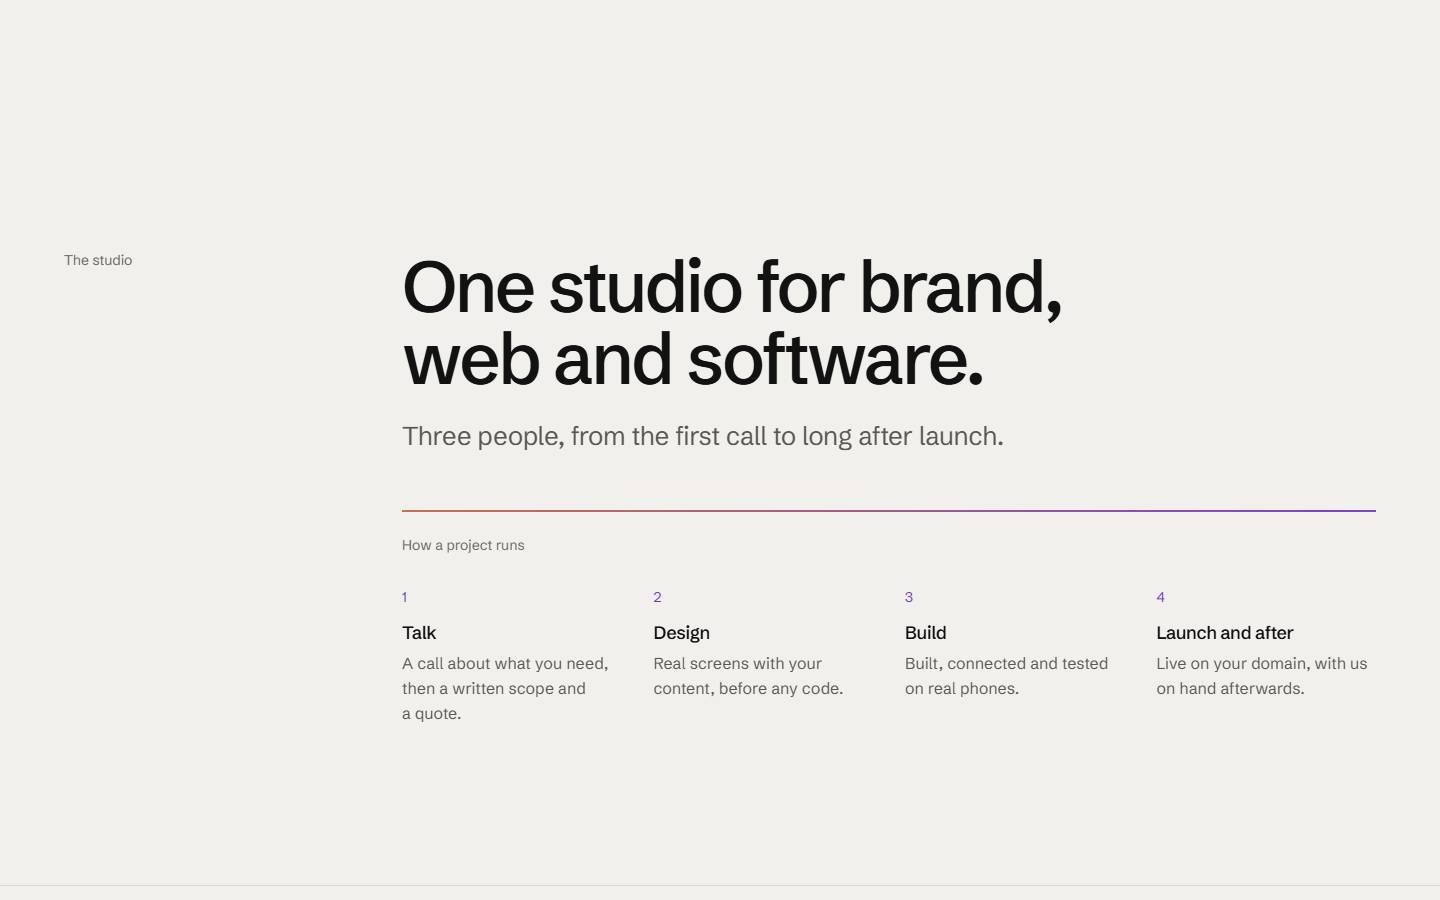 The studio
One studio for brand,
web and software.
Three people, from the first call to long after launch.
How a project runs
1
Talk
A call about what you need,
then a written scope and
a quote.
2
Design
Real screens with your
content, before any code.
3
Build
Built, connected and tested
on real phones.
4
Launch and after
Live on your domain, with us
on hand afterwards.